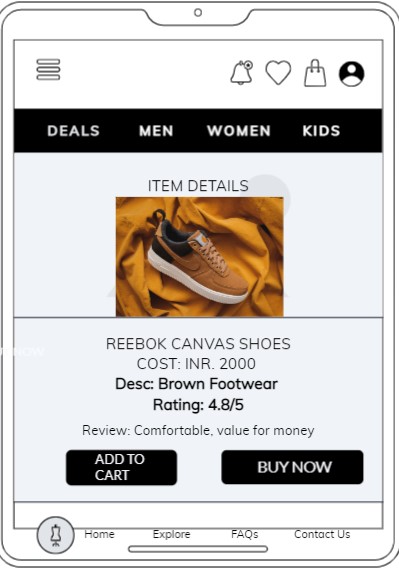 DEALS MEN WOMEN KIDS
ITEM DETAILS
REEBOK CANVAS SHOES
COST: INR. 2000
Desc: Brown Footwear
Rating: 4.8/5
Review: Comfortable, value for money
ADD TO
CART
BUY NOW
Home Explore FAQs Contact Us